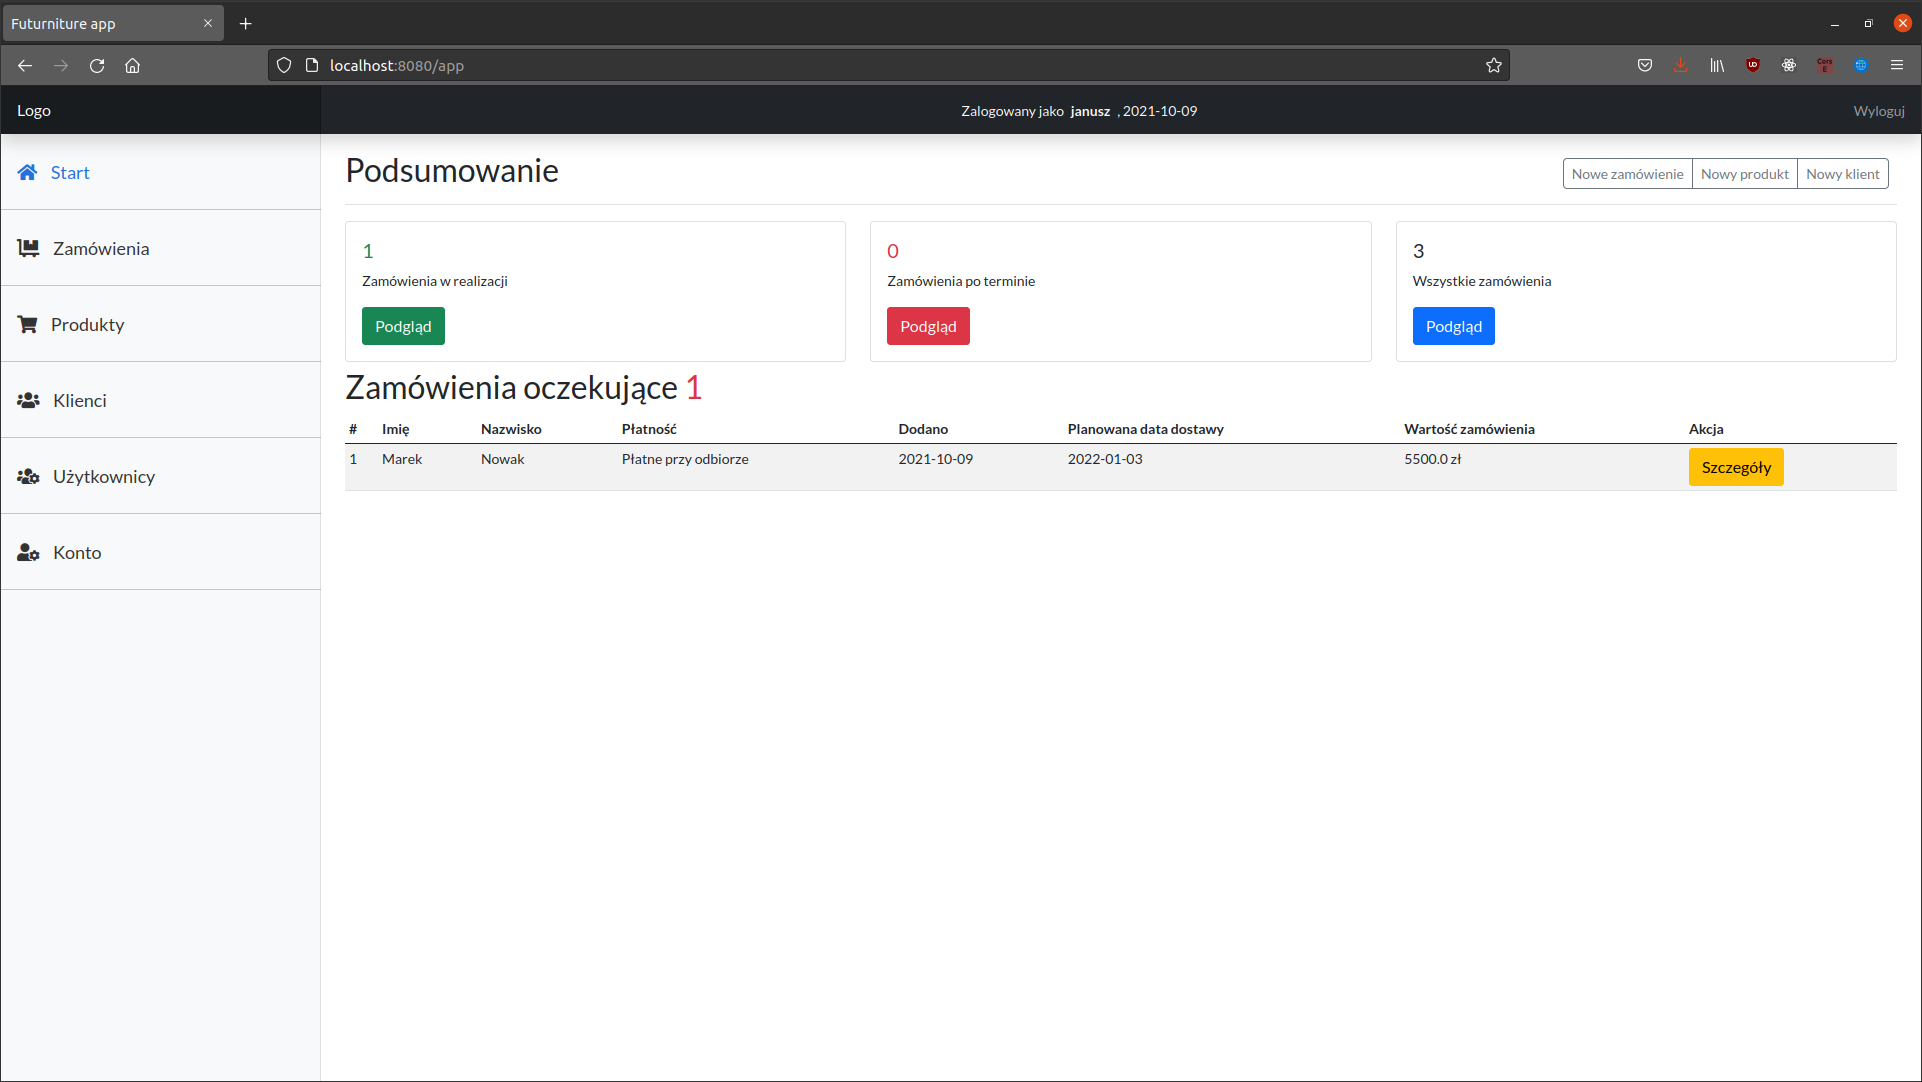 Futurniture app
localhost:8080/app
Logo
Zalogowany jako janusz , 2021-10-09
Wyloguj
Start
Zamówienia
Produkty
Klienci
Użytkownicy
Konto
Podsumowanie
Nowe zamówienie Nowy produkt Nowy klient
1
Zamówienia w realizacji
Podgląd
0
Zamówienia po terminie
Podgląd
3
Wszystkie zamówienia
Podgląd
Zamówienia oczekujące 1
# Imię Nazwisko Płatność Dodano Planowana data dostawy Wartość zamówienia Akcja
1 Marek Nowak Płatne przy odbiorze 2021-10-09 2022-01-03 5500.0 zł Szczegóły